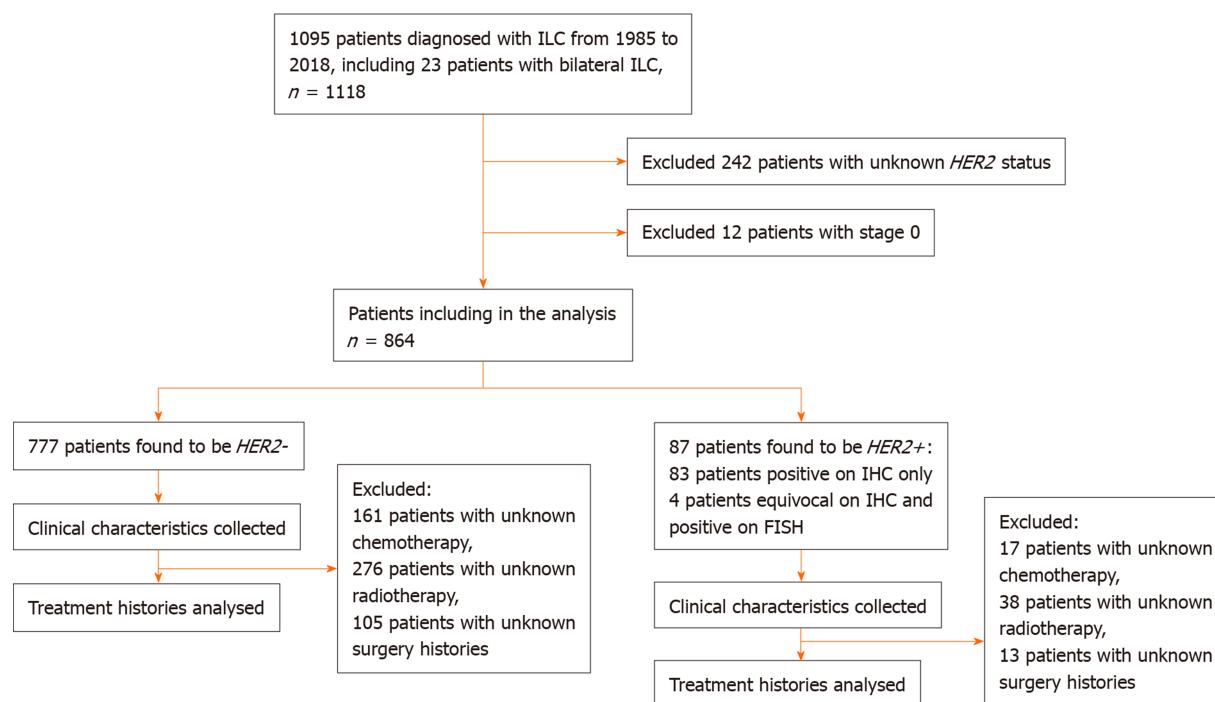 1095 patients diagnosed with ILC from 1985 to
2018, including 23 patients with bilateral ILC,
n = 1118
Excluded 242 patients with unknown HER2 status
Excluded 12 patients with stage 0
Patients including in the analysis
n = 864
777 patients found to be HER2-
Clinical characteristics collected
Treatment histories analysed
Excluded:
161 patients with unknown
chemotherapy,
276 patients with unknown
radiotherapy,
105 patients with unknown
surgery histories
87 patients found to be HER2+:
83 patients positive on IHC only
4 patients equivocal on IHC and
positive on FISH
Clinical characteristics collected
Treatment histories analysed
Excluded:
17 patients with unknown
chemotherapy,
38 patients with unknown
radiotherapy,
13 patients with unknown
surgery histories